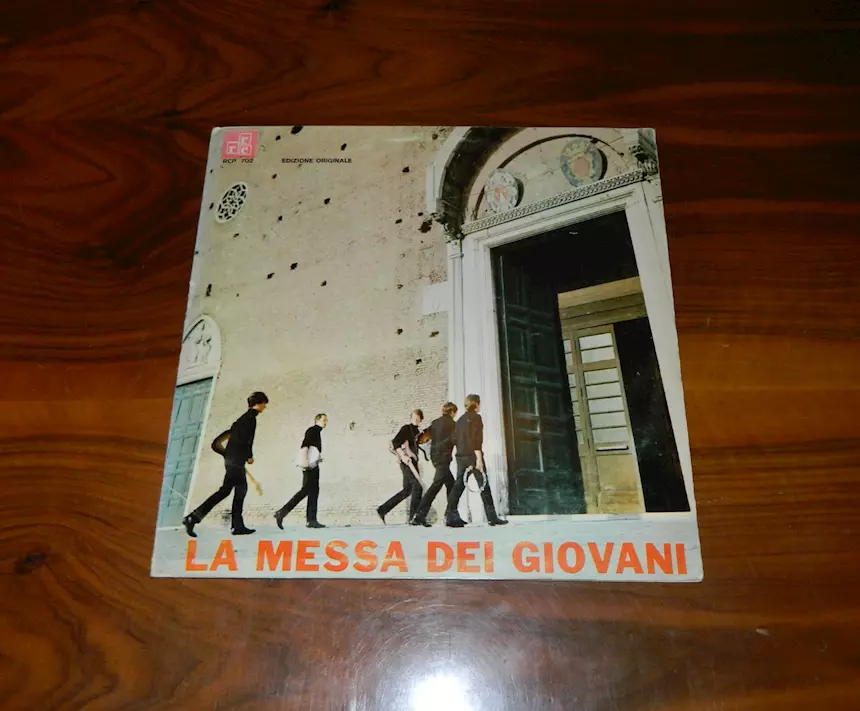 RCP 702
EDIZIONE ORIGINALE
LA MESSA DEI GIOVANI